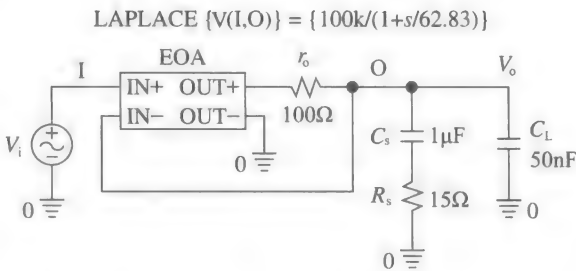 LAPLACE {V(I,O)} = {100k/(1+s/62.83)}
EOA
I
IN+ OUT+
IN− OUT−
r_o
100Ω
O
V_o
V_i
0
0
C_s 1μF
R_s 15Ω
0
C_L
50nF
0